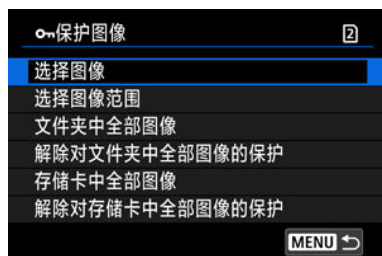 保护图像
2
选择图像
选择图像范围
文件夹中全部图像
解除对文件夹中全部图像的保护
存储卡中全部图像
解除对存储卡中全部图像的保护
MENU